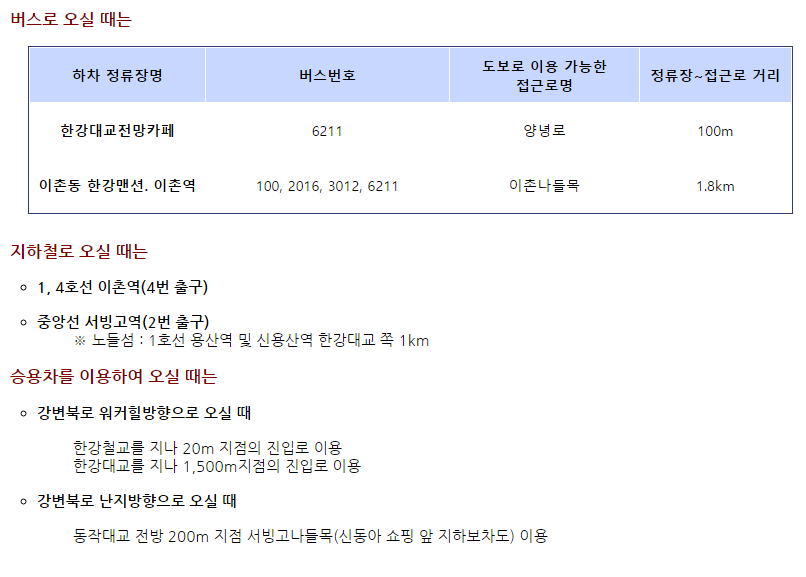 버스로 오실 때는
하차 정류장명 버스번호 도보로 이용 가능한 접근로명 정류장~접근로 거리
한강대교전망카페 6211 양녕로 100m
이촌동 한강맨션. 이촌역 100, 2016, 3012, 6211 이촌나들목 1.8km
지하철로 오실 때는
1, 4호선 이촌역(4번 출구)
중앙선 서빙고역(2번 출구)
※ 노들섬 : 1호선 용산역 및 신용산역 한강대교 쪽 1km
승용차를 이용하여 오실 때는
강변북로 워커힐방향으로 오실 때
한강철교를 지나 20m 지점의 진입로 이용
한강대교를 지나 1,500m지점의 진입로 이용
강변북로 난지방향으로 오실 때
동작대교 전방 200m 지점 서빙고나들목(신동아 쇼핑 앞 지하보차도) 이용